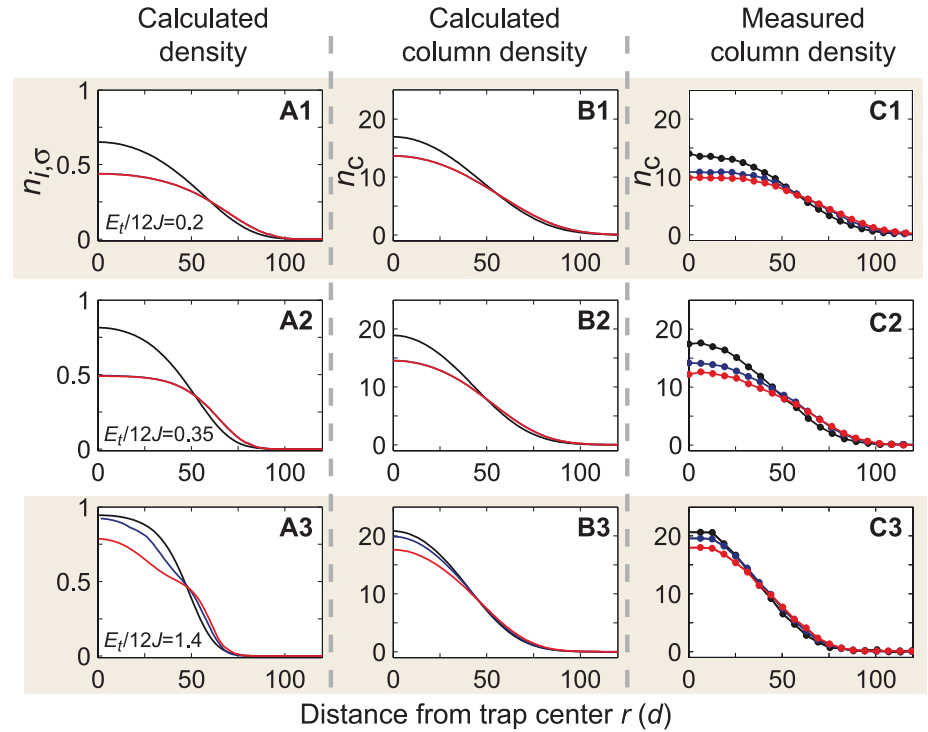 Calculated density
Calculated column density
Measured column density
A1
1
0.5
0
n_{i,σ}
E_t/12J=0.2
0 50 100
B1
20
10
0
n_c
0 50 100
C1
20
10
0
n_c
0 50 100
A2
1
0.5
0
E_t/12J=0.35
0 50 100
B2
20
10
0
0 50 100
C2
20
10
0
0 50 100
A3
1
0.5
0
E_t/12J=1.4
0 50 100
B3
20
10
0
0 50 100
C3
20
10
0
0 50 100
Distance from trap center r (d)